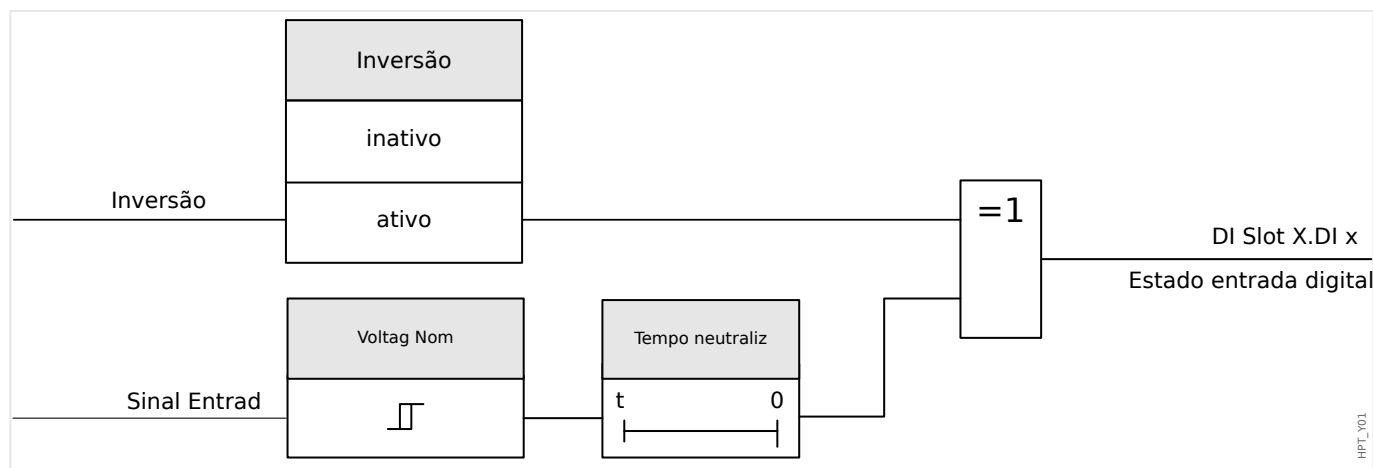 Inversão
inativo
Inversão
ativo
=1
DI Slot X.DI x
Estado entrada digital
Voltag Nom
Tempo neutraliz
Sinal Entrad
t 0
HPT_Y01